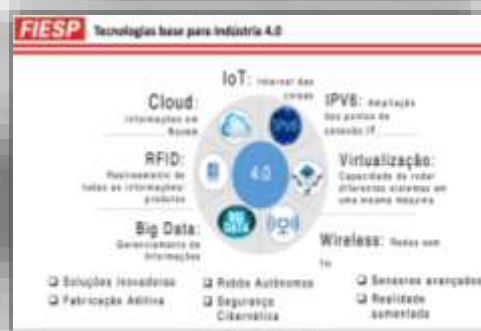 FIESP Tecnologias base para Indústria 4.0
IoT: Internet das
coisas
Cloud:
Informações em
Nuvem
IPV6: Ampliação
dos pontos de
conexão IP
RFID:
Rastreamento de
todas as informações/
produtos
4.0
Virtualização:
Capacidade de rodar
diferentes sistemas em
uma mesma máquina
Big Data:
Gerenciamento de
Informações
BIG
DATA
Wireless: Redes sem
fio
❑ Soluções Inovadoras
❑ Fabricação Aditiva
❑ Robôs Autônomos
❑ Segurança
Cibernética
❑ Sensores avançados
❑ Realidade
aumentada